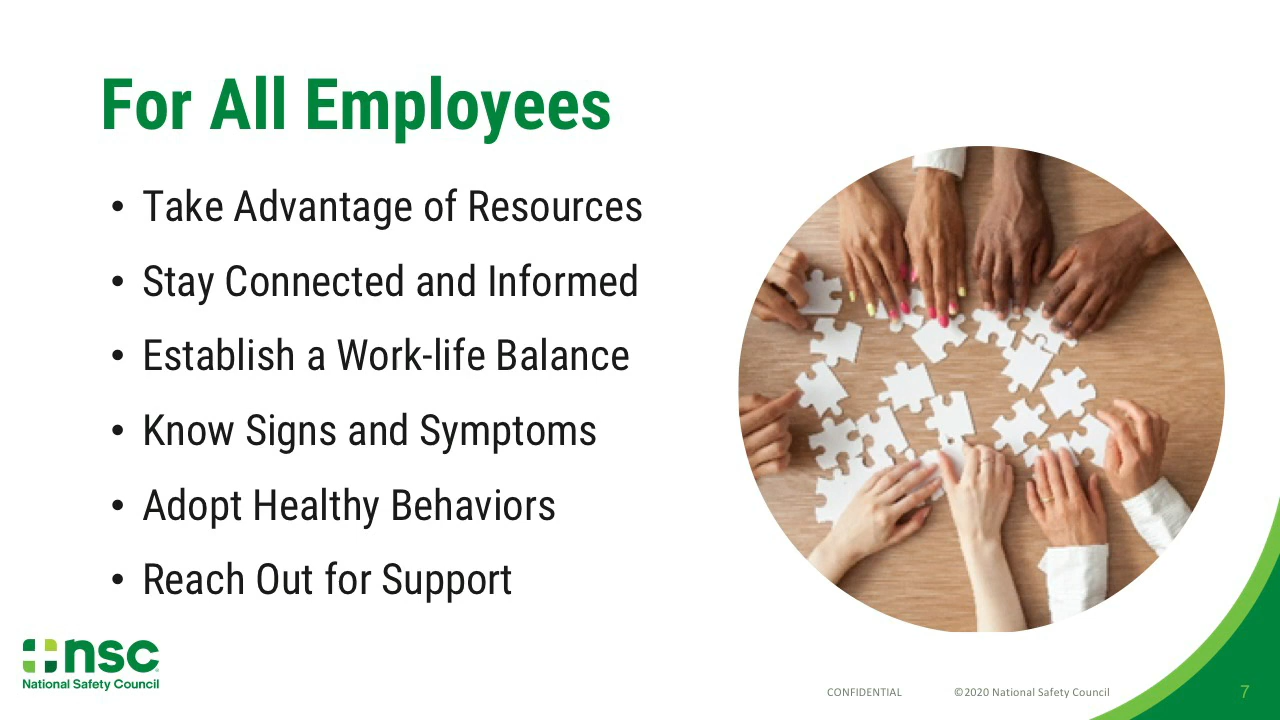 For All Employees
• Take Advantage of Resources
• Stay Connected and Informed
• Establish a Work-life Balance
• Know Signs and Symptoms
• Adopt Healthy Behaviors
• Reach Out for Support
nsc
National Safety Council
CONFIDENTIAL
©2020 National Safety Council
7